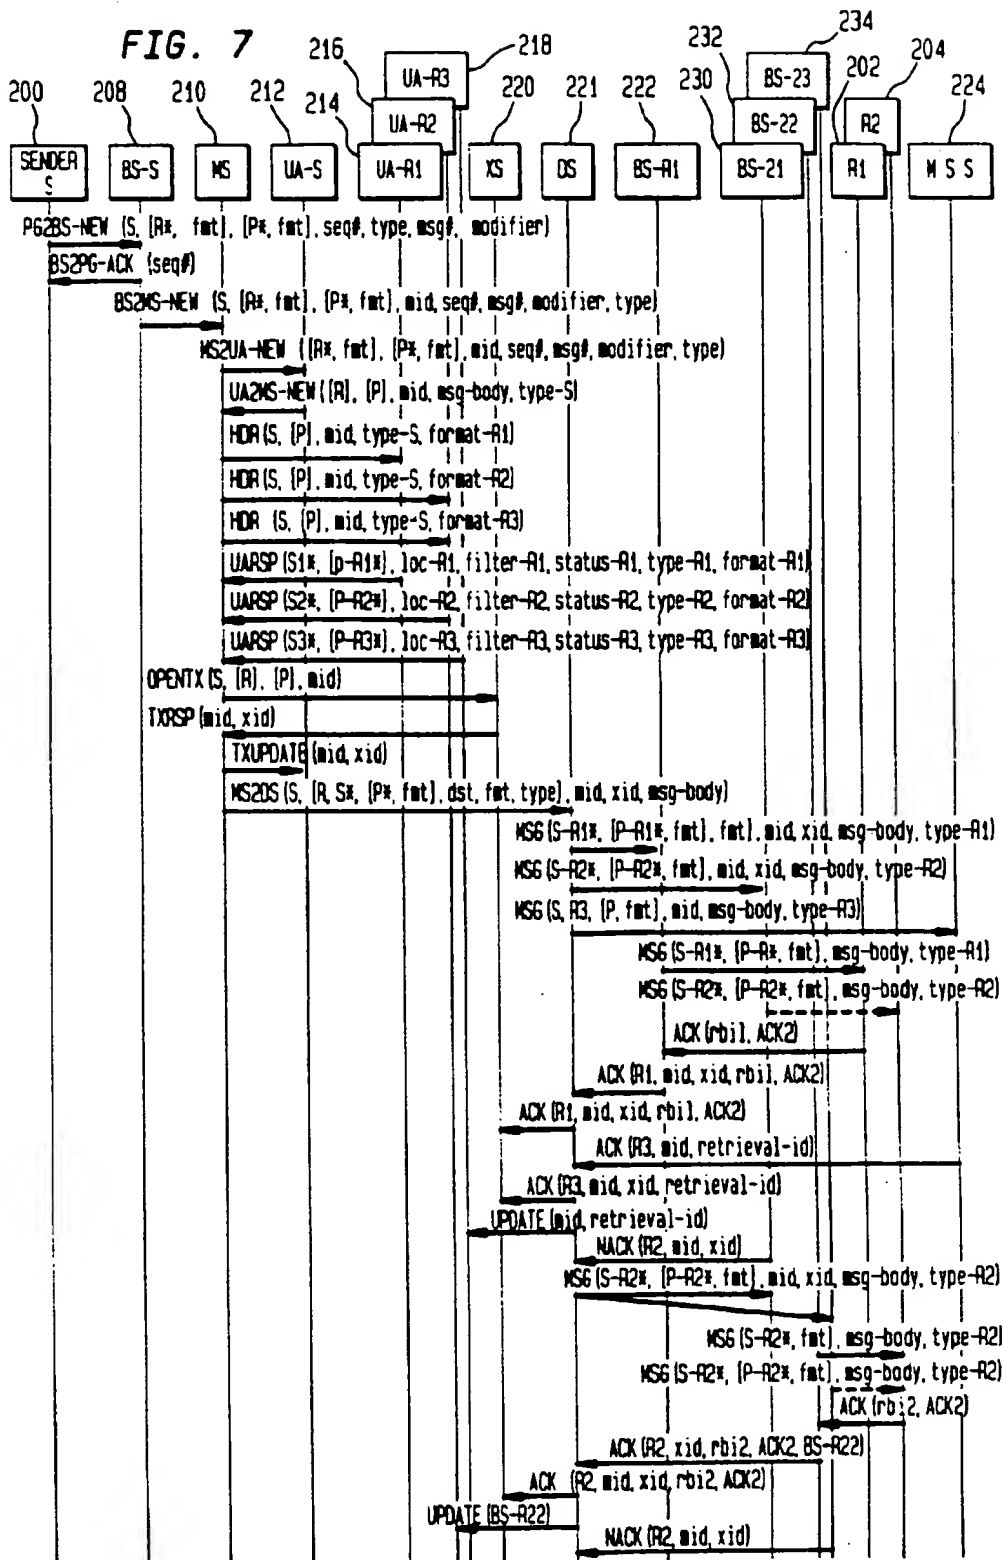 FIG. 7
216
218
232
234
204
200
208
210
212
214
220
221
222
230
202
224
UA-R3
BS-23
UA-R2
BS-22
R2
SENDER S
BS-S
MS
UA-S
UA-R1
XS
DS
BS-R1
BS-21
R1
M S S
PG2BS-NEW (S, [R*, fmt], [P*, fmt], seq#, type, msg#, modifier)
BS2PG-ACK (seq#)
BS2MS-NEW (S, [R*, fmt], [P*, fmt], mid, seq#, msg#, modifier, type)
MS2UA-NEW ([R*, fmt], [P*, fmt], mid, seq#, msg#, modifier, type)
UA2MS-NEW ([R], [P], mid, msg-body, type-S)
HDR (S, [P], mid, type-S, format-R1)
HDR (S, [P], mid, type-S, format-R2)
HDR (S, [P], mid, type-S, format-R3)
UARSP (S1*, [p-R1*], loc-R1, filter-R1, status-R1, type-R1, format-R1)
UARSP (S2*, [P-R2*], loc-R2, filter-R2, status-R2, type-R2, format-R2)
UARSP (S3*, [P-R3*], loc-R3, filter-R3, status-R3, type-R3, format-R3)
OPENTX (S, [R], [P], mid)
TXRSP (mid, xid)
TXUPDATE (mid, xid)
MS2DS (S, [R, S*, [P*, fmt], dst, fmt, type], mid, xid, msg-body)
MSG (S-R1*, [P-R1*, fmt], fmt], mid, xid, msg-body, type-R1)
MSG (S-R2*, [P-R2*, fmt], mid, xid, msg-body, type-R2)
MSG (S, R3, [P, fmt], mid, msg-body, type-R3)
MSG (S-R1*, [P-R*, fmt], msg-body, type-R1)
MSG (S-R2*, [P-R2*, fmt], msg-body, type-R2)
ACK (rbi1, ACK2)
ACK (R1, mid, xid, rbi1, ACK2)
ACK (R1, mid, xid, rbi1, ACK2)
ACK (R3, mid, retrieval-id)
ACK (R3, mid, xid, retrieval-id)
UPDATE (mid, retrieval-id)
NACK (R2, mid, xid)
MSG (S-R2*, [P-R2*, fmt], mid, xid, msg-body, type-R2)
MSG (S-R2*, fmt], msg-body, type-R2)
MSG (S-R2*, [P-R2*, fmt], msg-body, type-R2)
ACK (rbi2, ACK2)
ACK (R2, xid, rbi2, ACK2, BS-R22)
ACK (R2, mid, xid, rbi2, ACK2)
UPDATE (BS-R22)
NACK (R2, mid, xid)